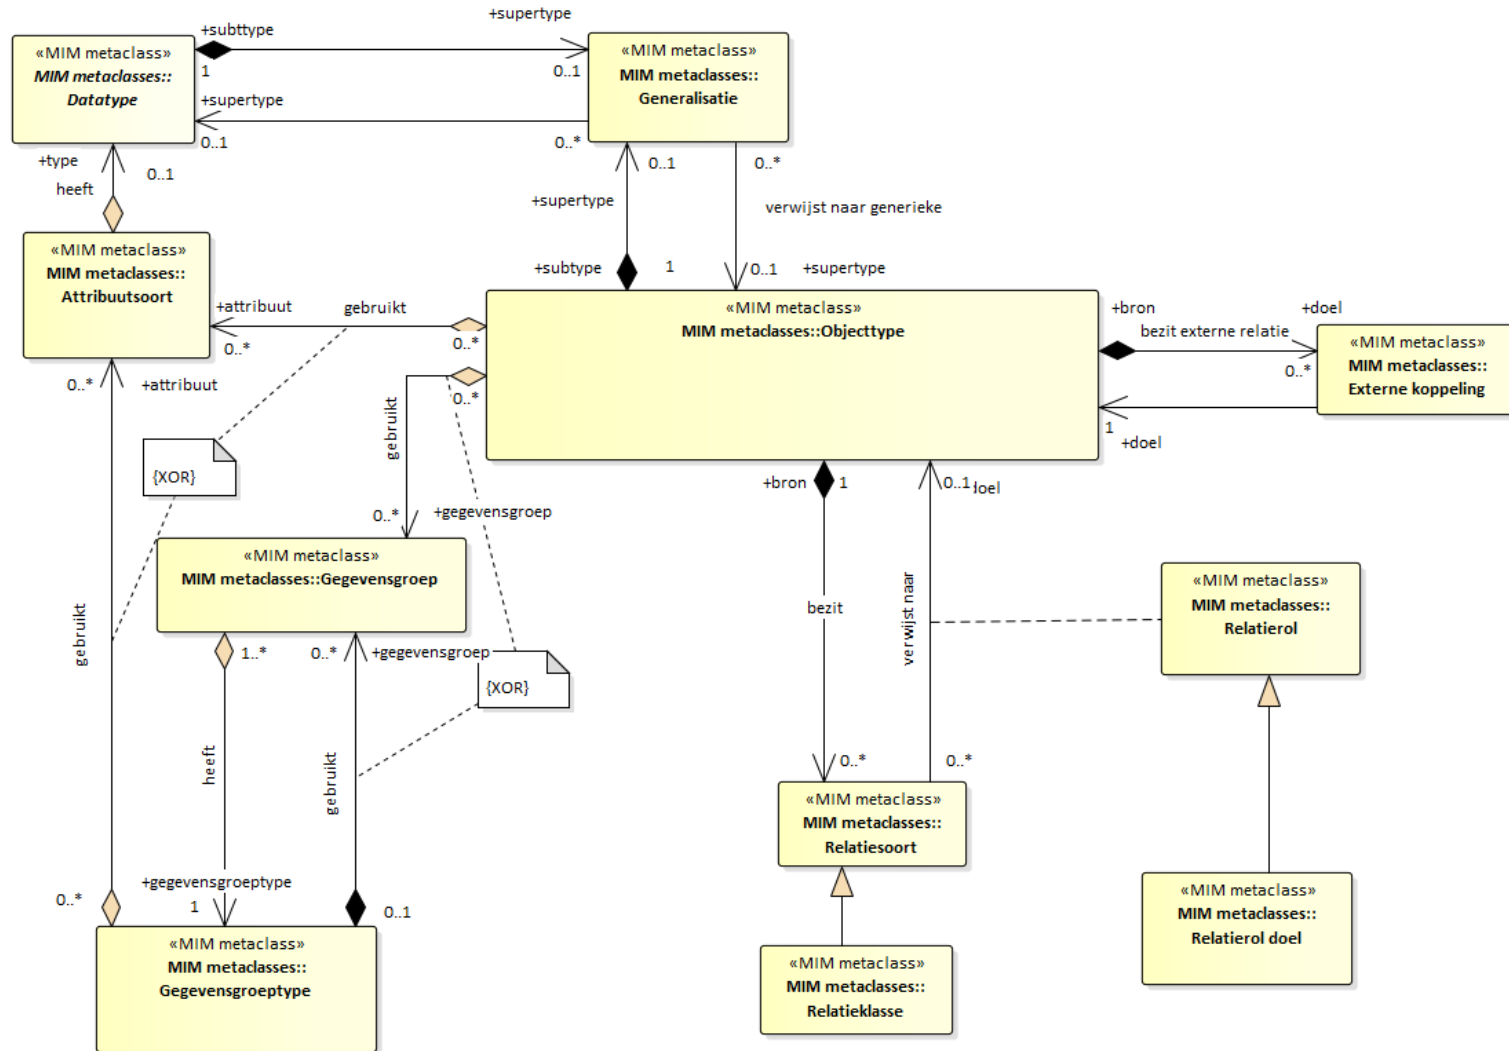 +supertype
+subttype
«MIM metaclass»
MIM metaclasses::
Datatype
1
0..1
«MIM metaclass»
MIM metaclasses::
Generalisatie
+supertype
0..1
0..*
+type
0..1
heeft
0..1
0..*
+supertype
verwijst naar generieke
«MIM metaclass»
MIM metaclasses::
Attribuutsoort
+subtype
1
0..1
+supertype
+attribuut
gebruikt
0..*
0..*
«MIM metaclass»
MIM metaclasses::Objecttype
+bron
+doel
bezit externe relatie
0..*
«MIM metaclass»
MIM metaclasses::
Externe koppeling
0..*
+attribuut
0..*
gebruikt
1
+doel
{XOR}
+bron
1
0..1
doel
0..*
+gegevensgroep
«MIM metaclass»
MIM metaclasses::Gegevensgroep
bezit
verwijst naar
«MIM metaclass»
MIM metaclasses::
Relatierol
gebruikt
1..*
0..*
+gegevensgroep
{XOR}
heeft
gebruikt
0..*
0..*
«MIM metaclass»
MIM metaclasses::
Relatiesoort
0..*
+gegevensgroeptype
1
0..1
«MIM metaclass»
MIM metaclasses::
Relatierol doel
«MIM metaclass»
MIM metaclasses::
Gegevensgroeptype
«MIM metaclass»
MIM metaclasses::
Relatieklasse